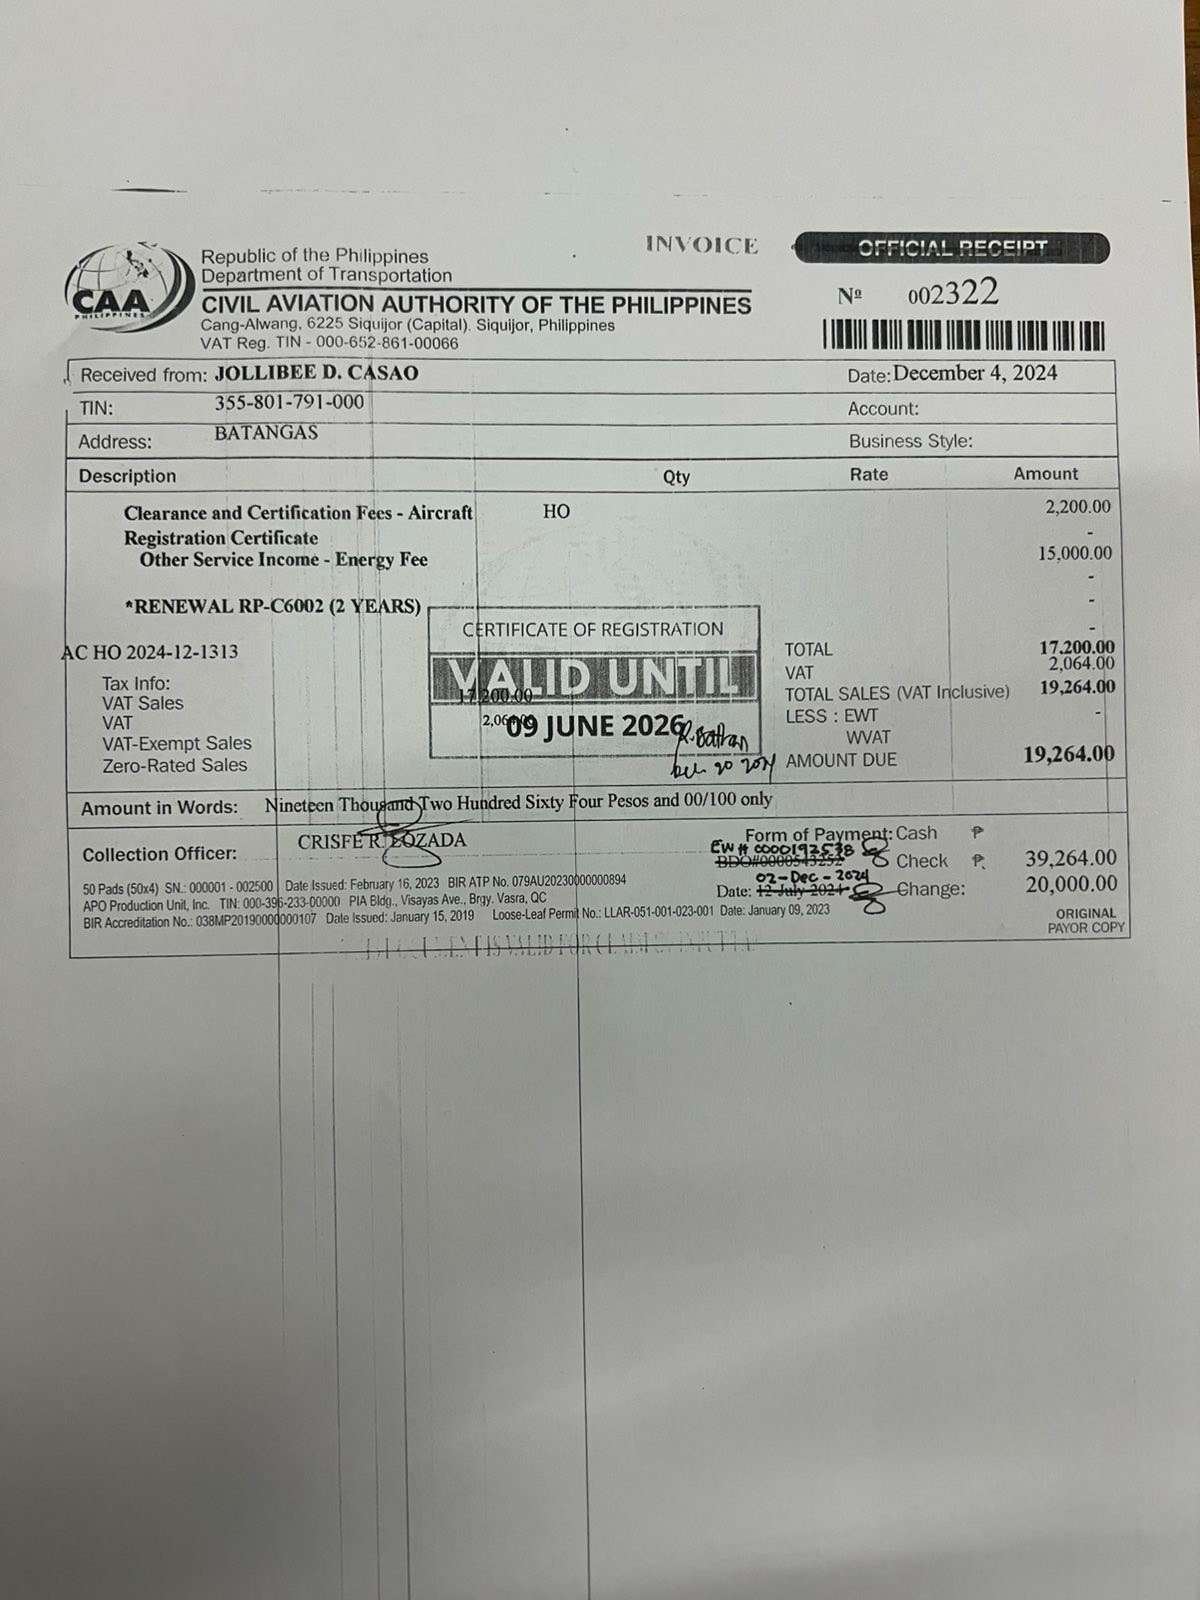 INVOICE
OFFICIAL RECEIPT
CAA
PHILIPPINES
Republic of the Philippines
Department of Transportation
CIVIL AVIATION AUTHORITY OF THE PHILIPPINES
Cang-Alwang, 6225 Siquijor (Capital). Siquijor, Philippines
VAT Reg. TIN - 000-652-861-00066
Nº 002322
Received from: JOLLIBEE D. CASAO Date: December 4, 2024
TIN: 355-801-791-000 Account:
Address: BATANGAS Business Style:
Description Qty Rate Amount
Clearance and Certification Fees - Aircraft HO 2,200.00
Registration Certificate -
Other Service Income - Energy Fee 15,000.00
-
*RENEWAL RP-C6002 (2 YEARS) -
-
CERTIFICATE OF REGISTRATION
VALID UNTIL
09 JUNE 2026
R. Bathan
Dec 20 2024
AC HO 2024-12-1313 TOTAL 17,200.00
Tax Info: VAT 2,064.00
VAT Sales 17,200.00 TOTAL SALES (VAT Inclusive) 19,264.00
VAT 2,064.00 LESS : EWT -
VAT-Exempt Sales WVAT
Zero-Rated Sales AMOUNT DUE 19,264.00
Amount in Words: Nineteen Thousand Two Hundred Sixty Four Pesos and 00/100 only
Collection Officer: CRISFE R. LOZADA
Form of Payment: Cash ₱
EW# 0000192538
BDO#0000543252 Check ₱. 39,264.00
02-Dec-2024
Date: 12-July-2024 Change: 20,000.00
50 Pads (50x4) SN.: 000001 - 002500 Date Issued: February 16, 2023 BIR ATP No. 079AU20230000000894
APO Production Unit, Inc. TIN: 000-396-233-00000 PIA Bldg., Visayas Ave., Brgy. Vasra, QC
BIR Accreditation No.: 038MP20190000000107 Date Issued: January 15, 2019 Loose-Leaf Permit No.: LLAR-051-001-023-001 Date: January 09, 2023
ORIGINAL
PAYOR COPY